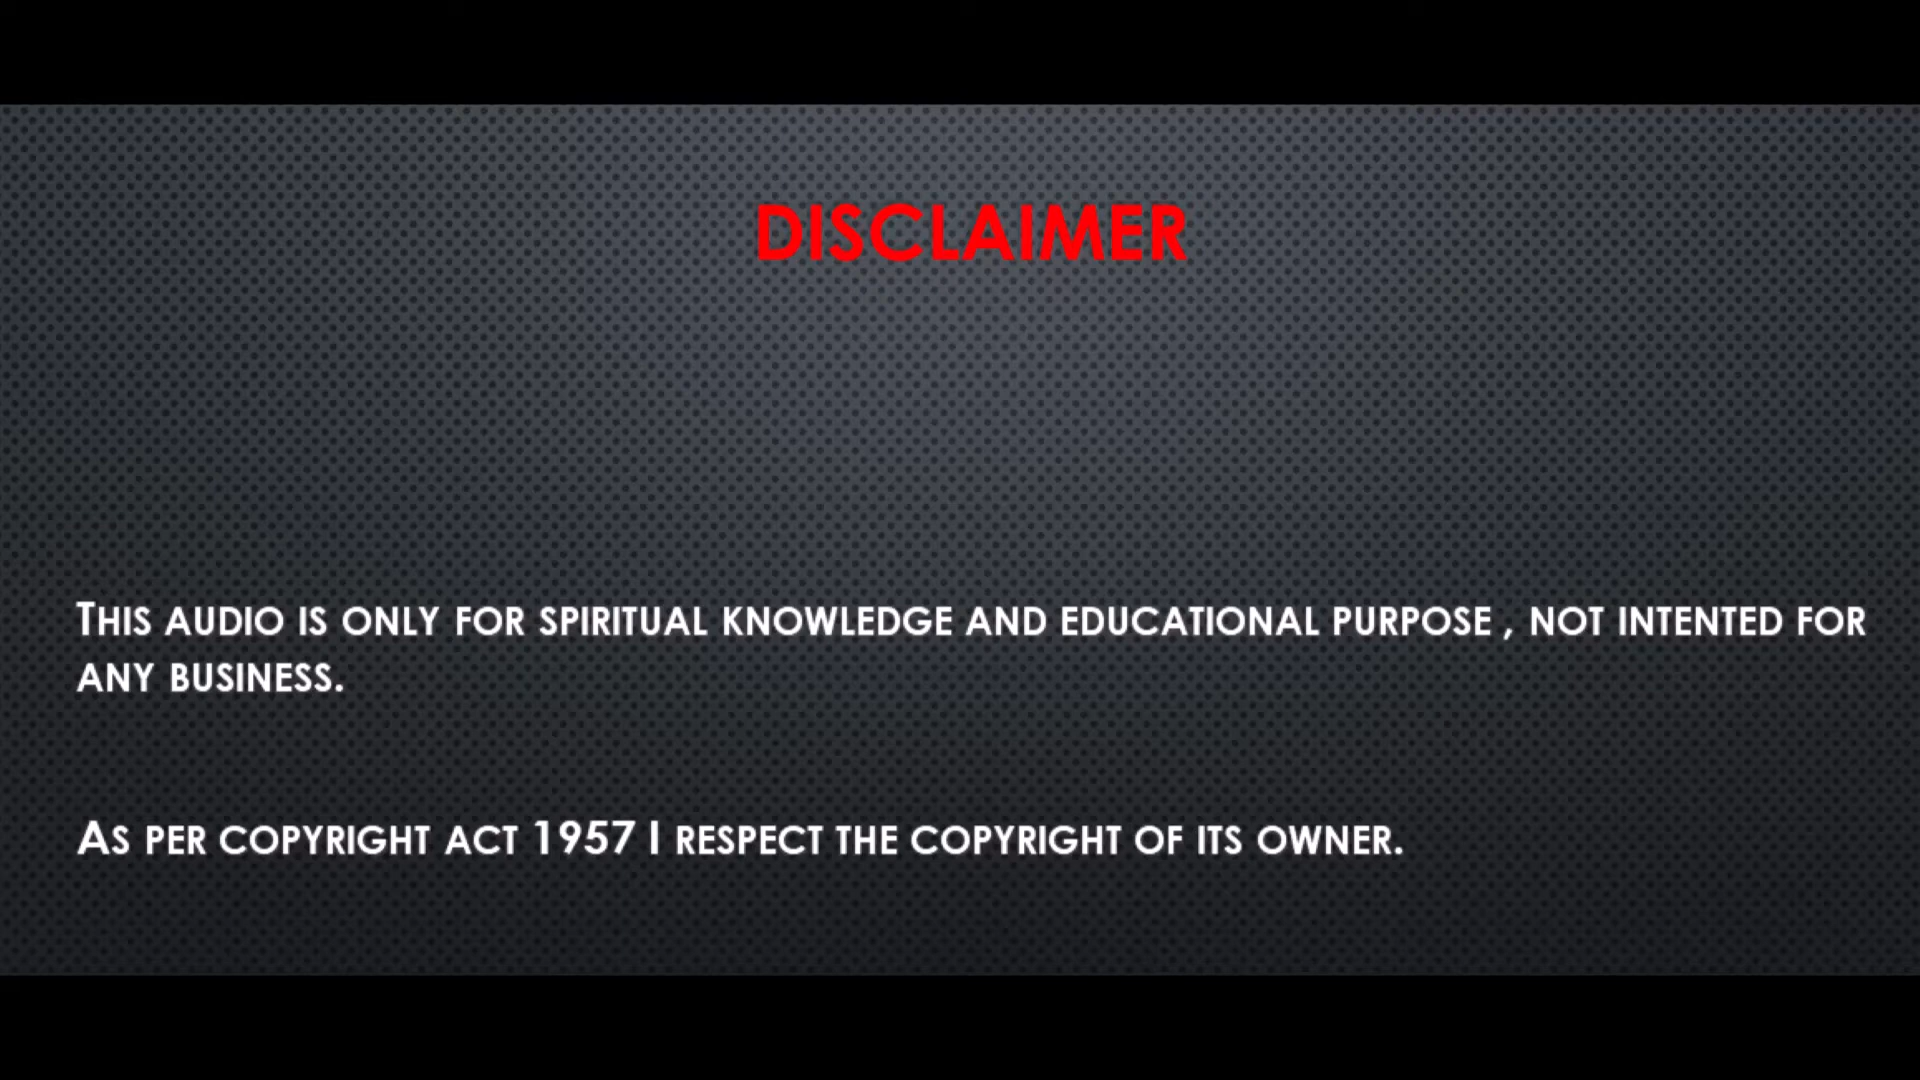 DISCLAIMER
THIS AUDIO IS ONLY FOR SPIRITUAL KNOWLEDGE AND EDUCATIONAL PURPOSE , NOT INTENTED FOR
ANY BUSINESS.
AS PER COPYRIGHT ACT 1957 I RESPECT THE COPYRIGHT OF ITS OWNER.